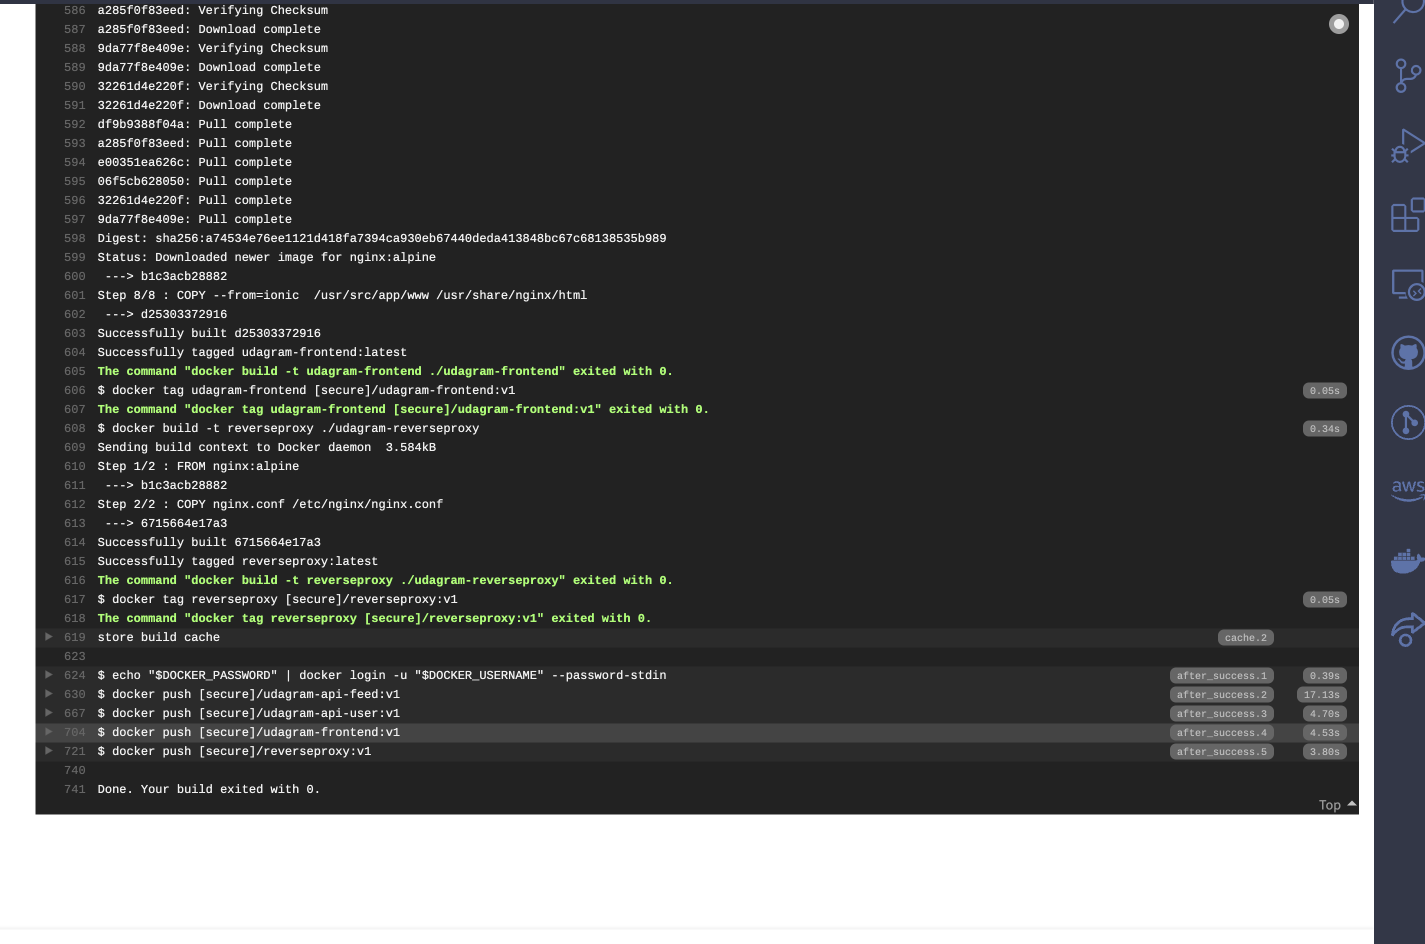 586 a285f0f83eed: Verifying Checksum
587 a285f0f83eed: Download complete
588 9da77f8e409e: Verifying Checksum
589 9da77f8e409e: Download complete
590 32261d4e220f: Verifying Checksum
591 32261d4e220f: Download complete
592 df9b9388f04a: Pull complete
593 a285f0f83eed: Pull complete
594 e00351ea626c: Pull complete
595 06f5cb628050: Pull complete
596 32261d4e220f: Pull complete
597 9da77f8e409e: Pull complete
598 Digest: sha256:a74534e76ee1121d418fa7394ca930eb67440deda413848bc67c68138535b989
599 Status: Downloaded newer image for nginx:alpine
600 ---> b1c3acb28882
601 Step 8/8 : COPY --from=ionic  /usr/src/app/www /usr/share/nginx/html
602 ---> d25303372916
603 Successfully built d25303372916
604 Successfully tagged udagram-frontend:latest
605 The command "docker build -t udagram-frontend ./udagram-frontend" exited with 0.
606 $ docker tag udagram-frontend [secure]/udagram-frontend:v1 0.05s
607 The command "docker tag udagram-frontend [secure]/udagram-frontend:v1" exited with 0.
608 $ docker build -t reverseproxy ./udagram-reverseproxy 0.34s
609 Sending build context to Docker daemon  3.584kB
610 Step 1/2 : FROM nginx:alpine
611 ---> b1c3acb28882
612 Step 2/2 : COPY nginx.conf /etc/nginx/nginx.conf
613 ---> 6715664e17a3
614 Successfully built 6715664e17a3
615 Successfully tagged reverseproxy:latest
616 The command "docker build -t reverseproxy ./udagram-reverseproxy" exited with 0.
617 $ docker tag reverseproxy [secure]/reverseproxy:v1 0.05s
618 The command "docker tag reverseproxy [secure]/reverseproxy:v1" exited with 0.
619 store build cache cache.2
623
624 $ echo "$DOCKER_PASSWORD" | docker login -u "$DOCKER_USERNAME" --password-stdin after_success.1 0.39s
630 $ docker push [secure]/udagram-api-feed:v1 after_success.2 17.13s
667 $ docker push [secure]/udagram-api-user:v1 after_success.3 4.70s
704 $ docker push [secure]/udagram-frontend:v1 after_success.4 4.53s
721 $ docker push [secure]/reverseproxy:v1 after_success.5 3.80s
740
741 Done. Your build exited with 0.
Top
aws